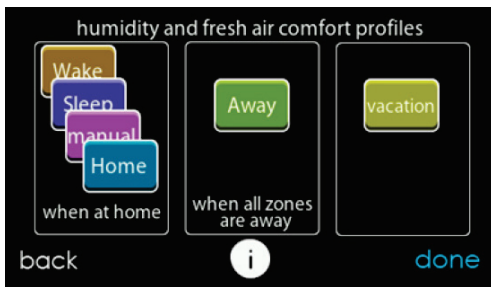 humidity and fresh air comfort profiles
Wake
Sleep
manual
Home
when at home
Away
when all zones
are away
vacation
back
i
done